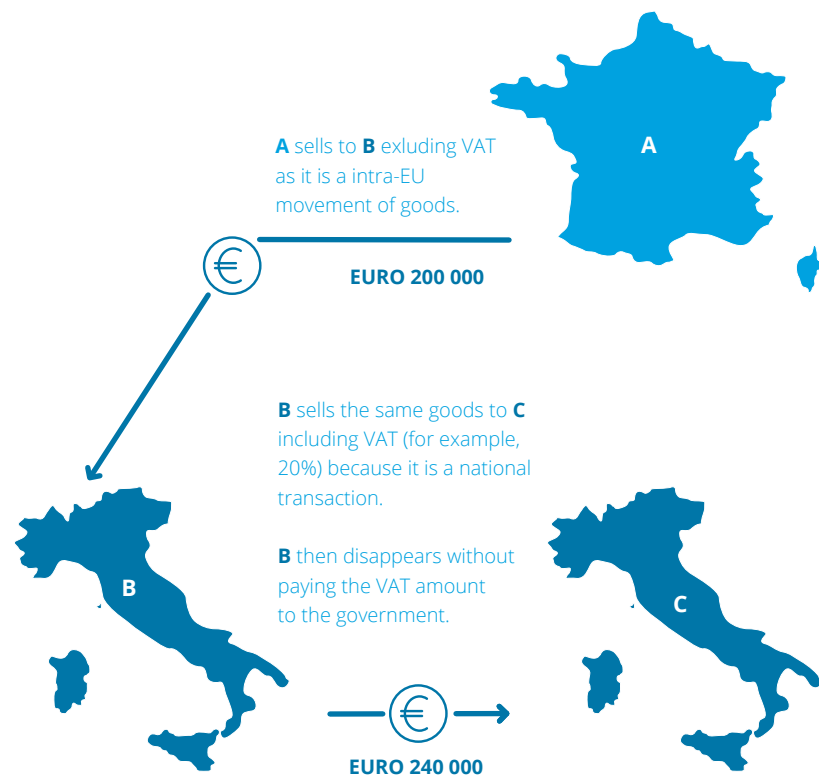 A sells to B exluding VAT
as it is a intra-EU
movement of goods.
A
€
EURO 200 000
B sells the same goods to C
including VAT (for example,
20%) because it is a national
transaction.
B then disappears without
paying the VAT amount
to the government.
B
C
€
EURO 240 000